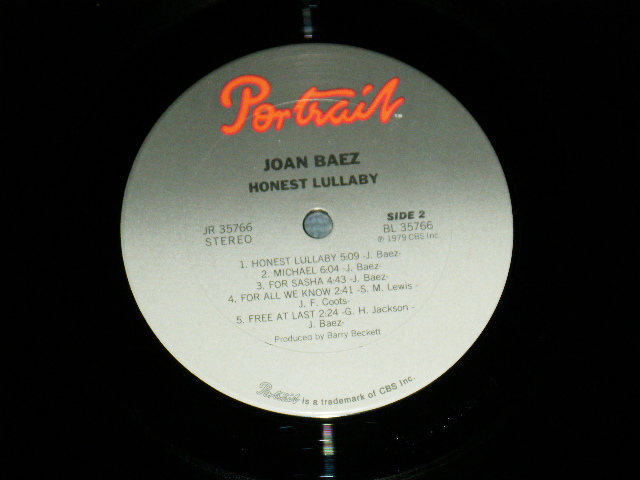 Portrait™
JOAN BAEZ
HONEST LULLABY
JR 35766
STEREO
SIDE 2
BL 35766
℗ 1979 CBS Inc.
1. HONEST LULLABY 5:09 -J. Baez-
2. MICHAEL 6:04 -J. Baez-
3. FOR SASHA 4:43 -J. Baez-
4. FOR ALL WE KNOW 2:41 -S. M. Lewis -
J. F. Coots-
5. FREE AT LAST 2:24 -G. H. Jackson -
J. Baez-
Produced by Barry Beckett
Portrait is a trademark of CBS Inc.